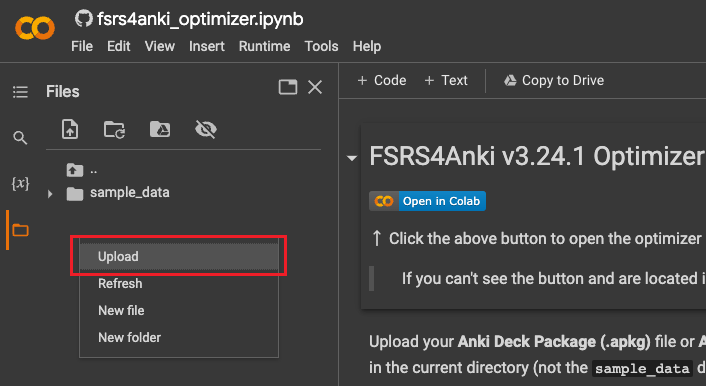 fsrs4anki_optimizer.ipynb
File Edit View Insert Runtime Tools Help
Files
+ Code + Text Copy to Drive
{x}
..
sample_data
Upload
Refresh
New file
New folder
FSRS4Anki v3.24.1 Optimizer
Open in Colab
↑ Click the above button to open the optimizer
If you can't see the button and are located i
Upload your Anki Deck Package (.apkg) file or A
in the current directory (not the sample_data d